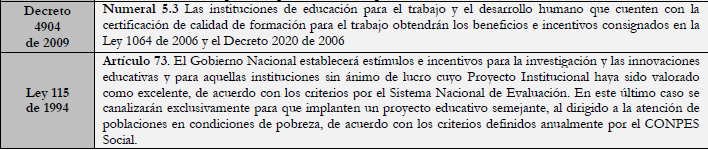 Decreto
4904
de 2009
Numeral 5.3 Las instituciones de educación para el trabajo y el desarrollo humano que cuenten con la
certificación de calidad de formación para el trabajo obtendrán los beneficios e incentivos consignados en la
Ley 1064 de 2006 y el Decreto 2020 de 2006
Ley 115
de 1994
Artículo 73. El Gobierno Nacional establecerá estímulos e incentivos para la investigación y las innovaciones
educativas y para aquellas instituciones sin ánimo de lucro cuyo Proyecto Institucional haya sido valorado
como excelente, de acuerdo con los criterios por el Sistema Nacional de Evaluación. En este último caso se
canalizarán exclusivamente para que implanten un proyecto educativo semejante, al dirigido a la atención de
poblaciones en condiciones de pobreza, de acuerdo con los criterios definidos anualmente por el CONPES
Social.